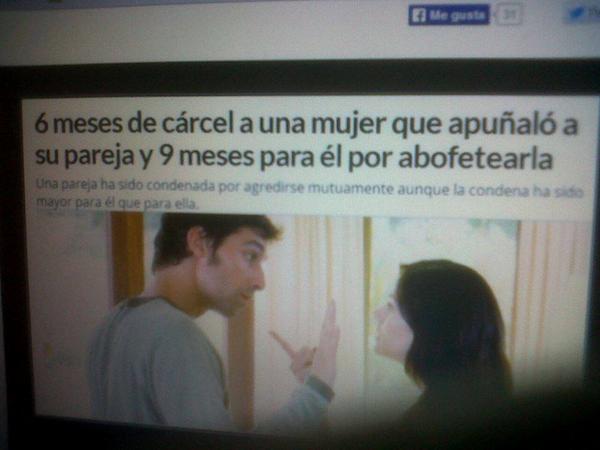 Me gusta 31
6 meses de cárcel a una mujer que apuñaló a
su pareja y 9 meses para él por abofetearla
Una pareja ha sido condenada por agredirse mutuamente aunque la condena ha sido
mayor para él que para ella.